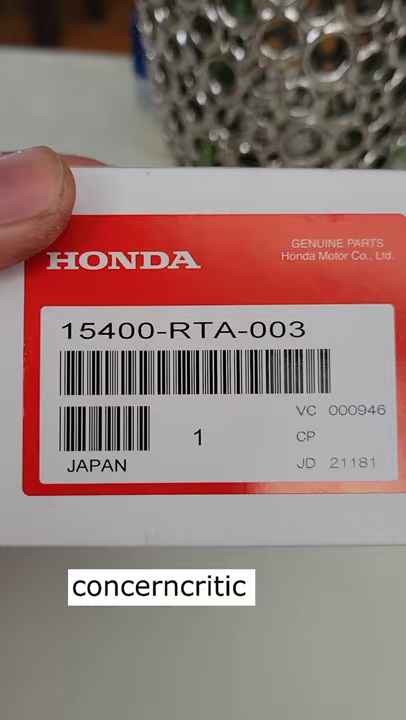 GENUINE PARTS
HONDA
Honda Motor Co., Ltd.
15400-RTA-003
VC 000946
1
CP
JAPAN
JD 21181
concerncritic